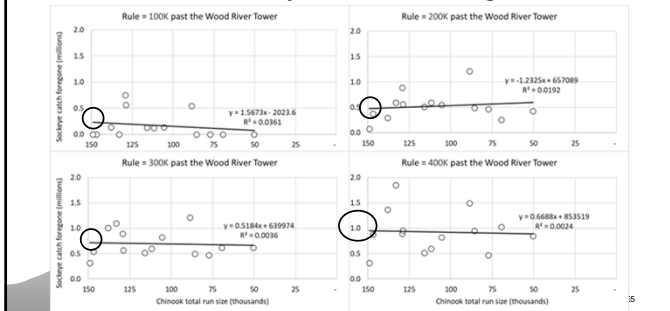 Rule = 100K past the Wood River Tower
Sockeye catch foregone (millions)
2.0
1.5
1.0
0.5
0.0
y = 1.5673x - 2023.6
R² = 0.0361
150 125 100 75 50 25 -
Rule = 200K past the Wood River Tower
2.0
1.5
1.0
0.5
0.0
y = -1.2325x + 657089
R² = 0.0192
150 125 100 75 50 25 -
Rule = 300K past the Wood River Tower
Sockeye catch foregone (millions)
2.0
1.5
1.0
0.5
0.0
y = 0.5184x + 639974
R² = 0.0036
150 125 100 75 50 25 -
Chinook total run size (thousands)
Rule = 400K past the Wood River Tower
2.0
1.5
1.0
0.5
0.0
y = 0.6688x + 853519
R² = 0.0024
150 125 100 75 50 25 -
Chinook total run size (thousands)